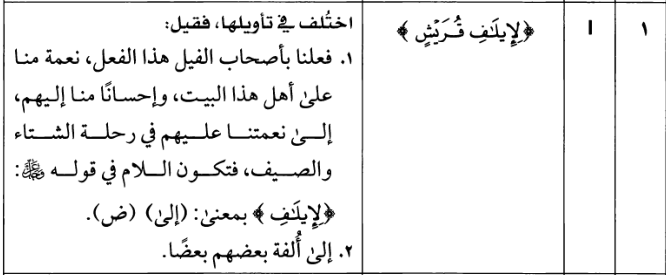 ١ | ا | ﴿لِإِيلَٰفِ قُرَيْشٍ﴾ | اختُلف في تأويلها، فقيل:
١. فعلنا بأصحاب الفيل هذا الفعل، نعمة منا
على أهل هذا البيت، وإحسانًا منا إليهم،
إلى نعمتنا عليهم في رحلة الشتاء
والصيف، فتكون اللام في قوله ﷻ:
﴿لِإِيلَٰفِ﴾ بمعنى: (إلى) (ض).
٢. إلى أُلفة بعضهم بعضًا.